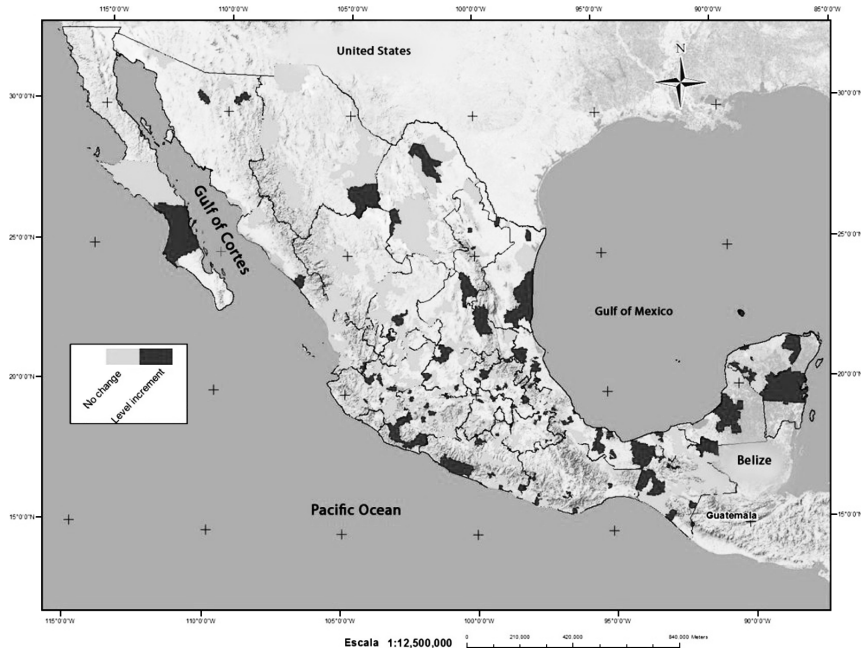 115°0'0"W 110°0'0"W 105°0'0"W 100°0'0"W 95°0'0"W 90°0'0"W 85°0'0"W
United States
N
30°0'0"N 30°0'0"N
Gulf of Cortes
25°0'0"N 25°0'0"N
Gulf of Mexico
No change
Level increment
20°0'0"N 20°0'0"N
Belize
Pacific Ocean
Guatemala
15°0'0"N 15°0'0"N
115°0'0"W 110°0'0"W 105°0'0"W 100°0'0"W 95°0'0"W 90°0'0"W
Escala 1:12,500,000
0 210,000 420,000 840,000 Meters